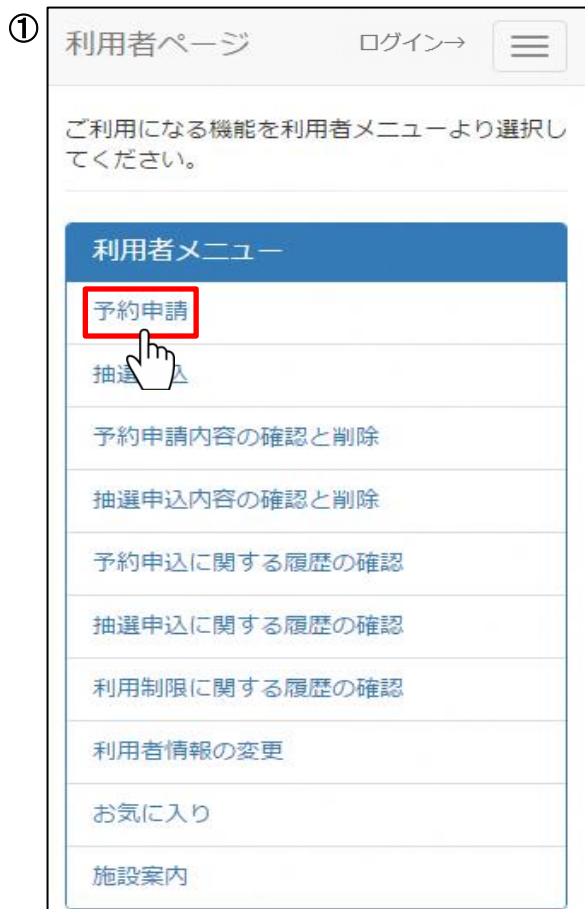 ①
利用者ページ ログイン→
ご利用になる機能を利用者メニューより選択し
てください。
利用者メニュー
予約申請
抽選込
予約申請内容の確認と削除
抽選申込内容の確認と削除
予約申込に関する履歴の確認
抽選申込に関する履歴の確認
利用制限に関する履歴の確認
利用者情報の変更
お気に入り
施設案内